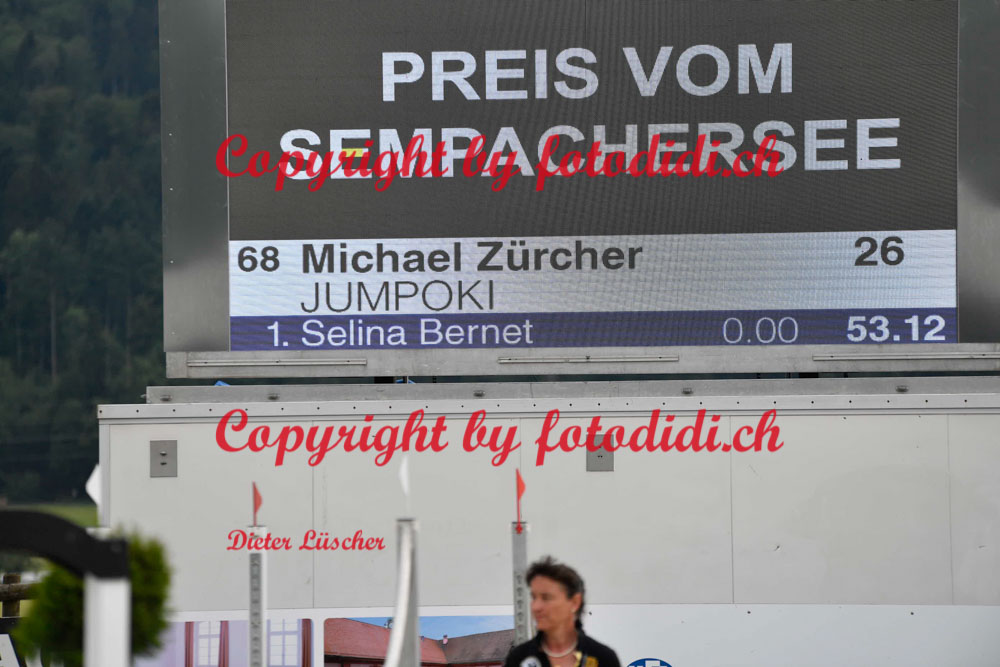 PREIS VOM
SEMPACHERSEE
Copyright by fotodidi.ch
68 Michael Zürcher 26
JUMPOKI
1. Selina Bernet 0.00 53.12
Copyright by fotodidi.ch
Dieter Lüscher